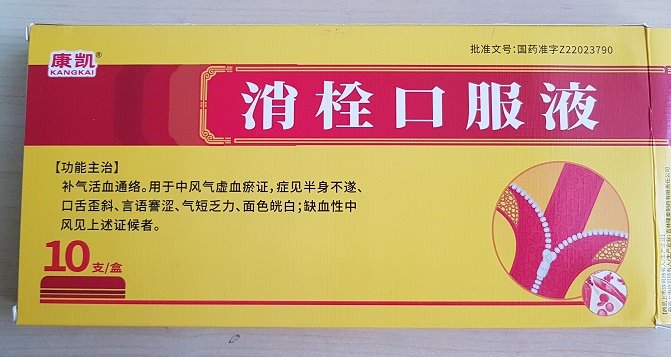 康凯®
KANGKAI
批准文号:国药准字Z22023790
消栓口服液
【功能主治】
补气活血通络。用于中风气虚血瘀证,症见半身不遂、
口舌歪斜、言语謇涩、气短乏力、面色㿠白;缺血性中
风见上述证候者。
10支/盒